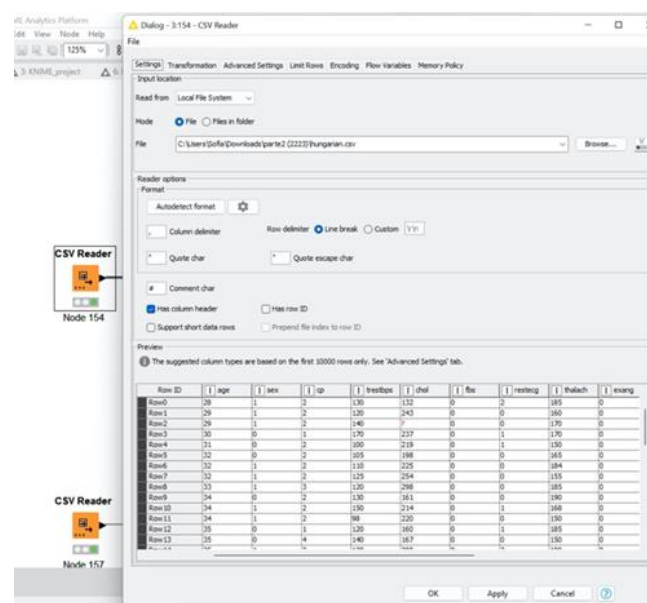 ME Analytics Platform
Edit View Node Help
125%
3: KNIME_project
Dialog - 3:154 - CSV Reader
File
Settings Transformation Advanced Settings Limit Rows Encoding Flow Variables Memory Policy
Input location
Read from Local File System
Mode File Files in folder
File C:\Users\Sofia\Downloads\parte2 (2223)\hungarian.csv Browse...
Reader options
Format
Autodetect format
, Column delimiter Row delimiter Line break Custom \r\n
" Quote char " Quote escape char
# Comment char
Has column header Has row ID
Support short data rows Prepend file index to row ID
Preview
The suggested column types are based on the first 10000 rows only. See 'Advanced Settings' tab.
Row ID I age I sex I cp I trestbps I chol I fbs I restecg I thalach I exang
Row0 28 1 2 130 132 0 2 185 0
Row1 29 1 2 120 243 0 0 160 0
Row2 29 1 2 140 ? 0 0 170 0
Row3 30 0 1 170 237 0 1 170 0
Row4 31 0 2 100 219 0 1 150 0
Row5 32 0 2 105 198 0 0 165 0
Row6 32 1 2 110 225 0 0 184 0
Row7 32 1 2 125 254 0 0 155 0
Row8 33 1 3 120 298 0 0 185 0
Row9 34 0 2 130 161 0 0 190 0
Row10 34 1 2 150 214 0 1 168 0
Row11 34 1 2 98 220 0 0 150 0
Row12 35 0 1 120 160 0 1 185 0
Row13 35 0 4 140 167 0 0 150 0
OK Apply Cancel ?
CSV Reader
Node 154
CSV Reader
Node 157